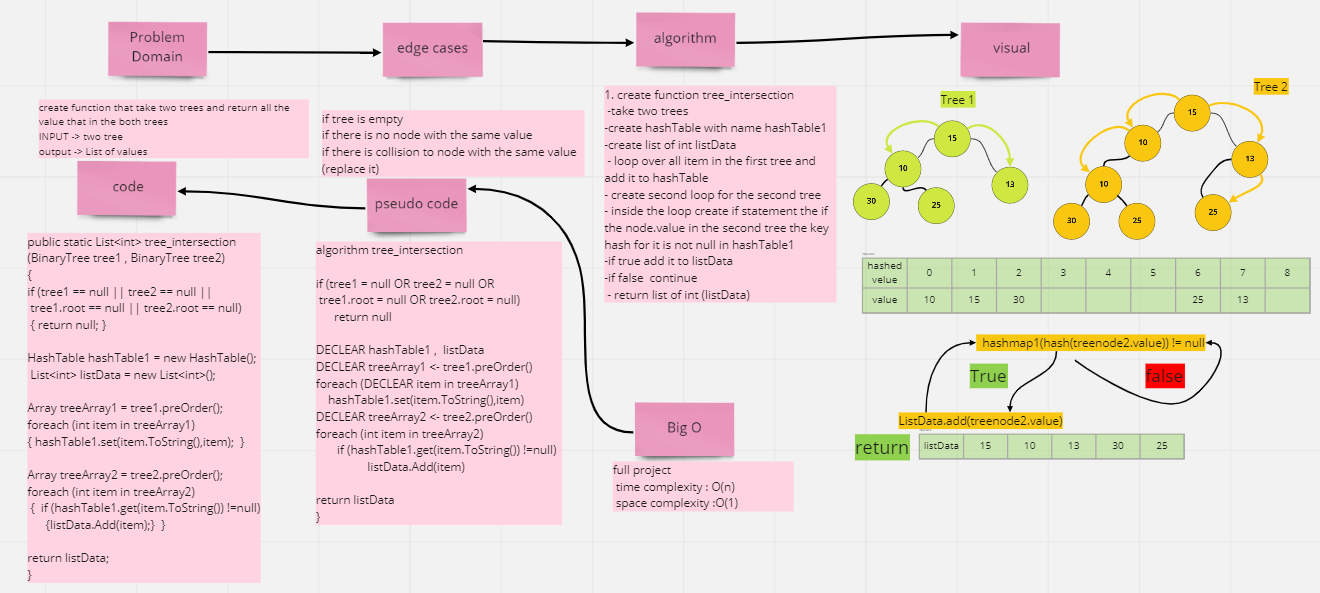 Problem
Domain
edge cases
algorithm
visual
create function that take two trees and return all the
value that in the both trees
INPUT -> two tree
output -> List of values
if tree is empty
if there is no node with the same value
if there is collision to node with the same value
(replace it)
1. create function tree_intersection
-take two trees
-create hashTable with name hashTable1
-create list of int listData
- loop over all item in the first tree and
add it to hashTable
- create second loop for the second tree
- inside the loop create if statement the if
the node.value in the second tree the key
hash for it is not null in hashTable1
-if true add it to listData
-if false continue
- return list of int (listData)
Tree 1
15
10
13
30
25
Tree 2
15
10
13
10
25
30
25
hashed
value
0
1
2
3
4
5
6
7
8
value
10
15
30
25
13
hashmap1(hash(treenode2.value)) != null
True
false
ListData.add(treenode2.value)
return
listData
15
10
13
30
25
code
public static List<int> tree_intersection
(BinaryTree tree1 , BinaryTree tree2)
{
if (tree1 == null || tree2 == null ||
tree1.root == null || tree2.root == null)
{ return null; }
HashTable hashTable1 = new HashTable();
List<int> listData = new List<int>();
Array treeArray1 = tree1.preOrder();
foreach (int item in treeArray1)
{ hashTable1.set(item.ToString(),item); }
Array treeArray2 = tree2.preOrder();
foreach (int item in treeArray2)
{ if (hashTable1.get(item.ToString()) !=null)
{listData.Add(item);} }
return listData;
}
pseudo code
algorithm tree_intersection
if (tree1 = null OR tree2 = null OR
tree1.root = null OR tree2.root = null)
return null
DECLEAR hashTable1 , listData
DECLEAR treeArray1 <- tree1.preOrder()
foreach (DECLEAR item in treeArray1)
hashTable1.set(item.ToString(),item)
DECLEAR treeArray2 <- tree2.preOrder()
foreach (int item in treeArray2)
if (hashTable1.get(item.ToString()) !=null)
listData.Add(item)
return listData
}
Big O
full project
time complexity : O(n)
space complexity :O(1)